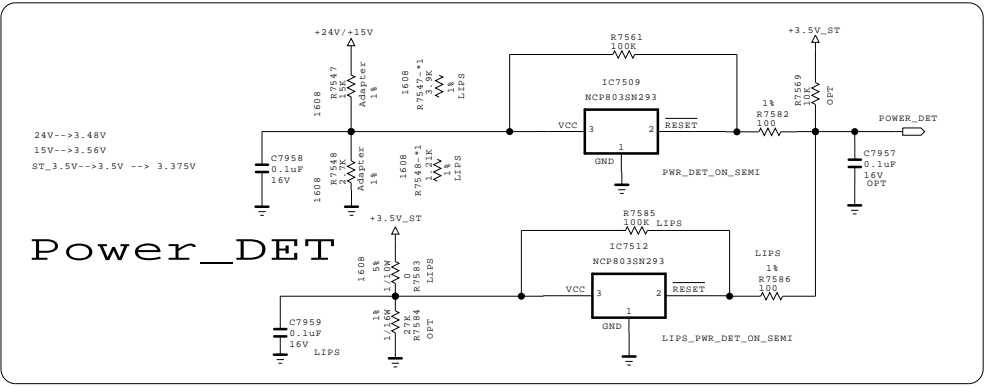 +24V/+15V
1608
R7547
15K
Adapter
1%
1608
R7547-*1
3.9K
1%
LIPS
R7561
100K
+3.5V_ST
R7569
10K
OPT
IC7509
NCP803SN293
VCC
3
2
RESET
1
GND
1%
R7582
100
POWER_DET
PWR_DET_ON_SEMI
C7957
0.1uF
16V
OPT
24V-->3.48V
15V-->3.56V
ST_3.5V-->3.5V --> 3.375V
C7958
0.1uF
16V
1608
R7548
Adapter
1%
1608
R7548-*1
1.21K
1%
LIPS
Power_DET
+3.5V_ST
1608
5%
1/10W
0
R7583
LIPS
1%
1/16W
27K
R7584
OPT
C7959
0.1uF
16V
LIPS
R7585
100K LIPS
IC7512
NCP803SN293
VCC
3
2
RESET
1
GND
LIPS
1%
R7586
100
LIPS_PWR_DET_ON_SEMI